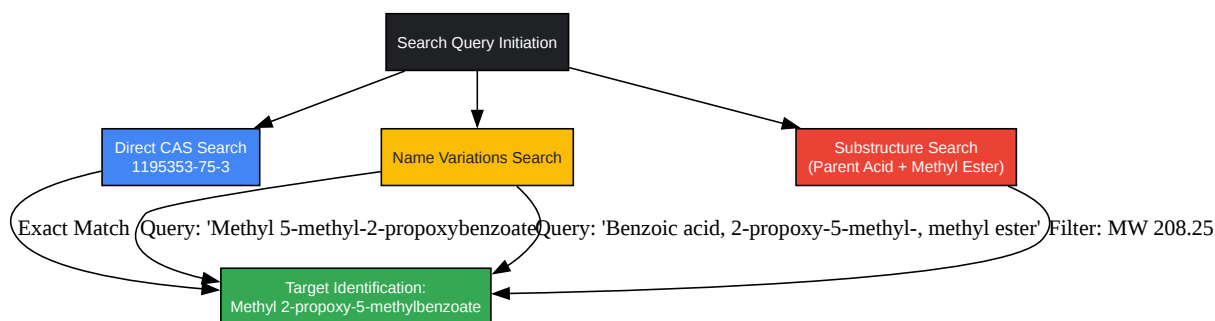 Search Query Initiation
Direct CAS Search
1195353-75-3
Name Variations Search
Substructure Search
(Parent Acid + Methyl Ester)
Exact Match
Query: 'Methyl 5-methyl-2-propoxybenzoate'
Query: 'Benzoic acid, 2-propoxy-5-methyl-, methyl ester'
Filter: MW 208.25
Target Identification:
Methyl 2-propoxy-5-methylbenzoate